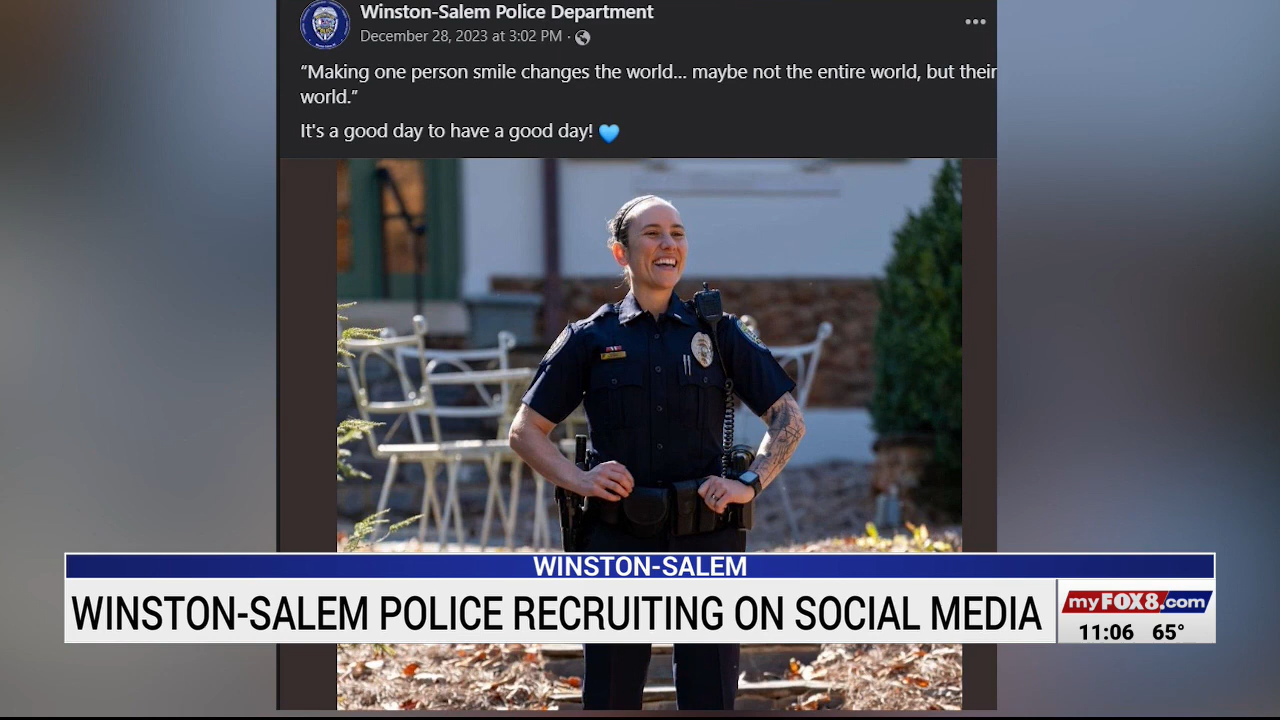 Winston-Salem Police Department
December 28, 2023 at 3:02 PM ·
“Making one person smile changes the world... maybe not the entire world, but their
world.”
It's a good day to have a good day! 💙
WINSTON-SALEM
WINSTON-SALEM POLICE RECRUITING ON SOCIAL MEDIA
myFOX8.com
11:06 65°